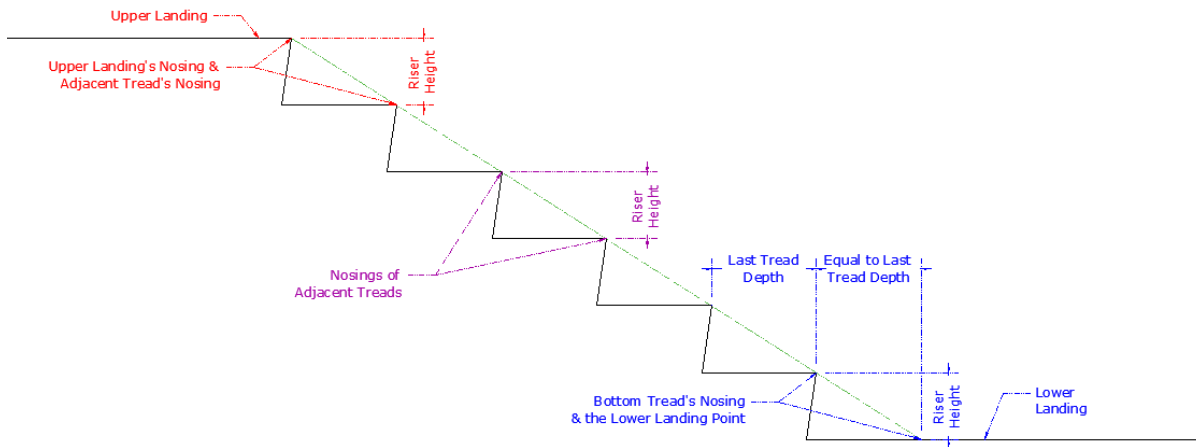 Upper Landing
Upper Landing's Nosing &
Adjacent Tread's Nosing
Riser
Height
Riser
Height
Nosings of
Adjacent Treads
Last Tread
Depth
Equal to Last
Tread Depth
Bottom Tread's Nosing
& the Lower Landing Point
Riser
Height
Lower
Landing